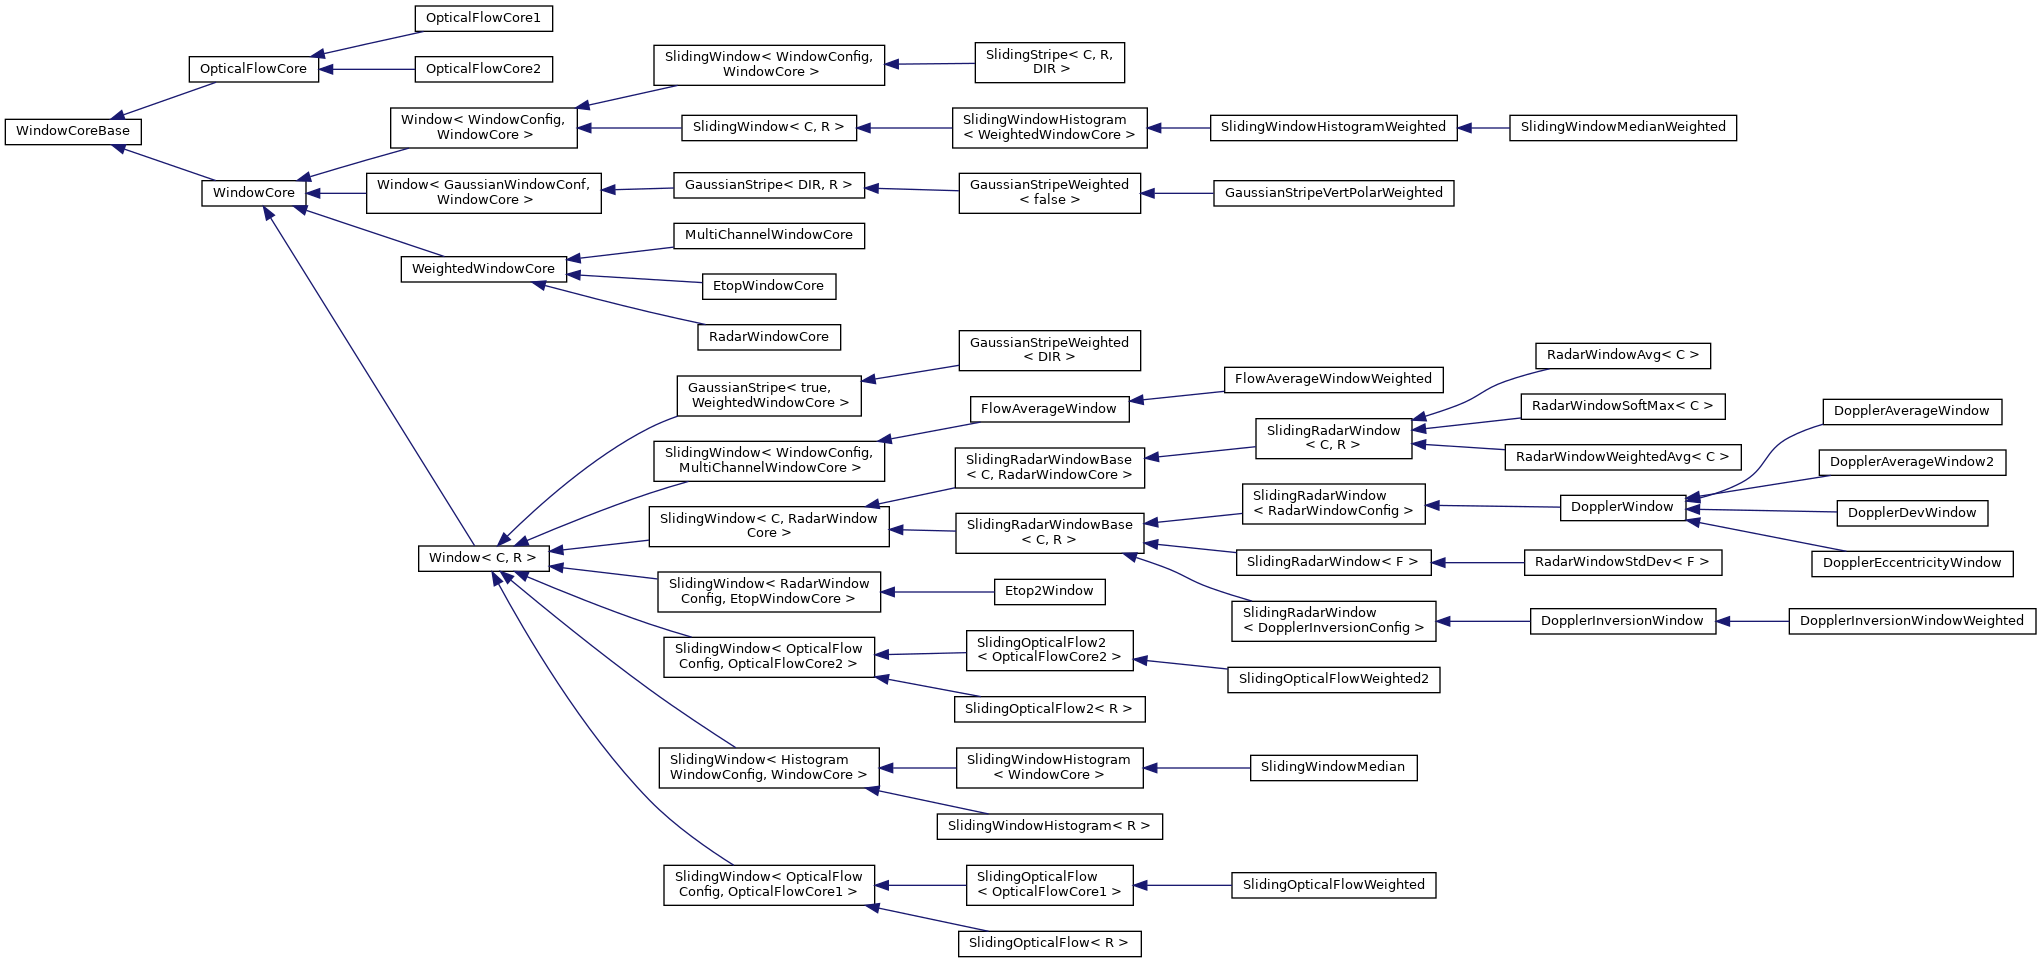 OpticalFlowCore1
OpticalFlowCore
OpticalFlowCore2
WindowCoreBase
WindowCore
Window< WindowConfig,
WindowCore >
SlidingWindow< WindowConfig,
WindowCore >
SlidingStripe< C, R,
DIR >
SlidingWindow< C, R >
SlidingWindowHistogram
< WeightedWindowCore >
SlidingWindowHistogramWeighted
SlidingWindowMedianWeighted
Window< GaussianWindowConf,
WindowCore >
GaussianStripe< DIR, R >
GaussianStripeWeighted
< false >
GaussianStripeVertPolarWeighted
WeightedWindowCore
MultiChannelWindowCore
EtopWindowCore
RadarWindowCore
Window< C, R >
GaussianStripe< true,
WeightedWindowCore >
GaussianStripeWeighted
< DIR >
SlidingWindow< WindowConfig,
MultiChannelWindowCore >
FlowAverageWindow
FlowAverageWindowWeighted
SlidingWindow< C, RadarWindow
Core >
SlidingRadarWindowBase
< C, RadarWindowCore >
SlidingRadarWindow
< C, R >
RadarWindowAvg< C >
RadarWindowSoftMax< C >
RadarWindowWeightedAvg< C >
SlidingRadarWindowBase
< C, R >
SlidingRadarWindow
< RadarWindowConfig >
DopplerWindow
DopplerAverageWindow
DopplerAverageWindow2
DopplerDevWindow
DopplerEccentricityWindow
SlidingRadarWindow< F >
RadarWindowStdDev< F >
SlidingRadarWindow
< DopplerInversionConfig >
DopplerInversionWindow
DopplerInversionWindowWeighted
SlidingWindow< RadarWindow
Config, EtopWindowCore >
Etop2Window
SlidingWindow< OpticalFlow
Config, OpticalFlowCore2 >
SlidingOpticalFlow2
< OpticalFlowCore2 >
SlidingOpticalFlowWeighted2
SlidingOpticalFlow2< R >
SlidingWindow< Histogram
WindowConfig, WindowCore >
SlidingWindowHistogram
< WindowCore >
SlidingWindowMedian
SlidingWindowHistogram< R >
SlidingWindow< OpticalFlow
Config, OpticalFlowCore1 >
SlidingOpticalFlow
< OpticalFlowCore1 >
SlidingOpticalFlowWeighted
SlidingOpticalFlow< R >